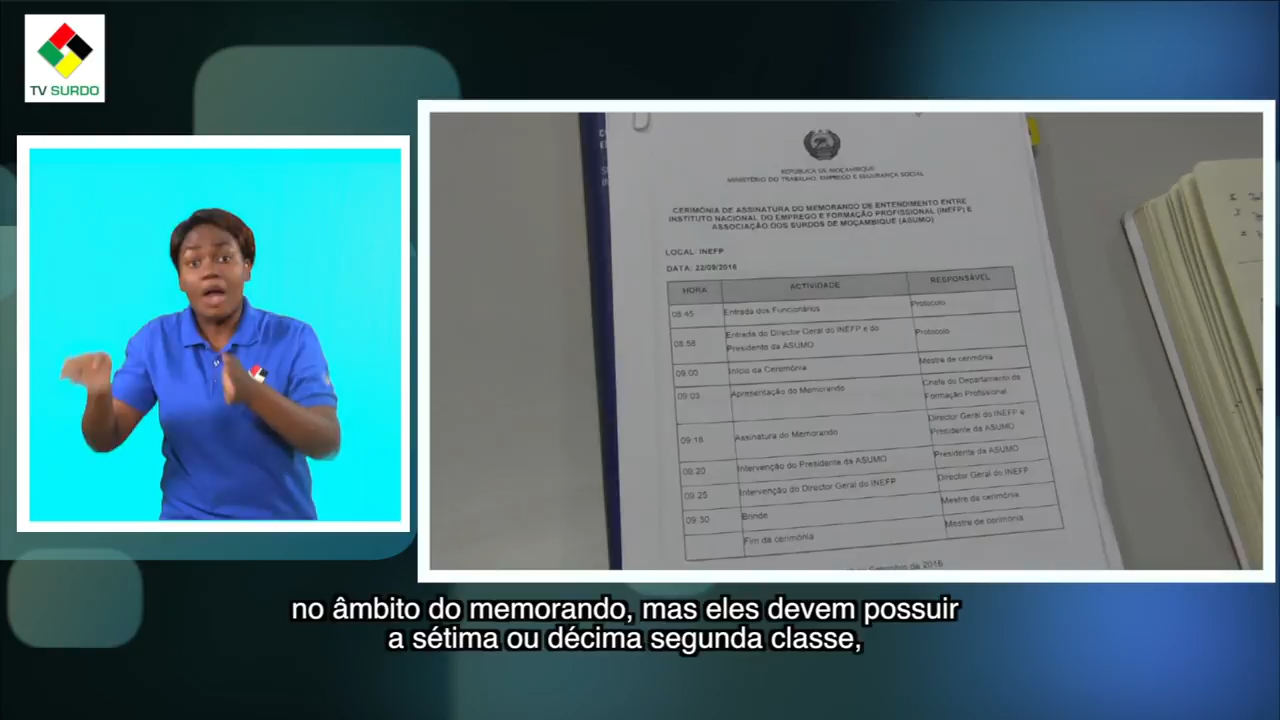 TV SURDO
REPÚBLICA DE MOÇAMBIQUE
MINISTÉRIO DO TRABALHO, EMPREGO E SEGURANÇA SOCIAL
CERIMÓNIA DE ASSINATURA DO MEMORANDO DE ENTENDIMENTO ENTRE
INSTITUTO NACIONAL DO EMPREGO E FORMAÇÃO PROFISSIONAL (INEFP) E
ASSOCIAÇÃO DOS SURDOS DE MOÇAMBIQUE (ASUMO)
LOCAL: INEFP
DATA: 22/09/2016
HORA ACTIVIDADE RESPONSÁVEL
08:45 Entrada dos Funcionários Protocolo
08:58 Entrada do Director Geral do INEFP e do
Presidente da ASUMO Protocolo
09:00 Início da Cerimónia Mestre de cerimónia
09:03 Apresentação do Memorando Chefe do Departamento de
Formação Profissional
09:18 Assinatura do Memorando Director Geral do INEFP e
Presidente da ASUMO
09:20 Intervenção do Presidente da ASUMO Presidente da ASUMO
09:25 Intervenção do Director Geral do INEFP Director Geral do INEFP
09:30 Brinde Mestre de cerimónia
Fim da cerimónia Mestre de cerimónia
de Setembro de 2016
no âmbito do memorando, mas eles devem possuir
a sétima ou décima segunda classe,